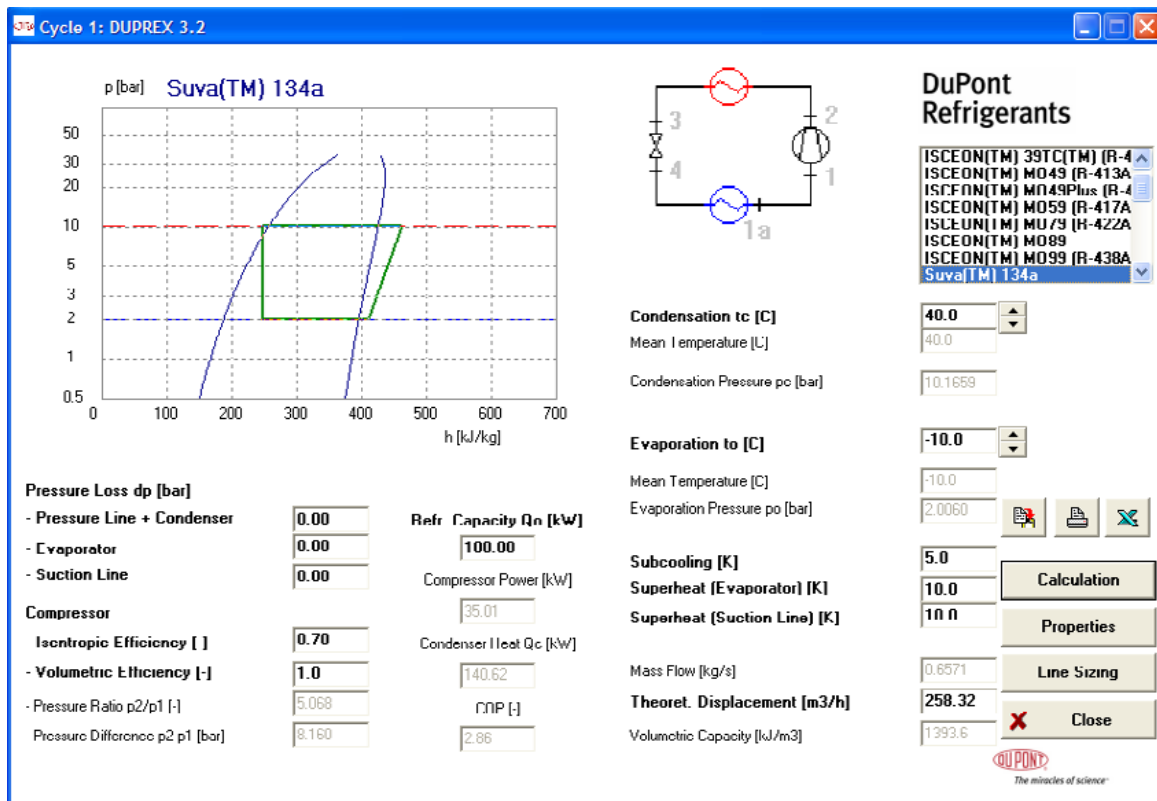 Cycle 1: DUPREX 3.2
p [bar] Suva(TM) 134a
50
30
20
10
5
3
2
1
0.5
0 100 200 300 400 500 600 700
h [kJ/kg]
3 2
4 1
1a
DuPont
Refrigerants
ISCEON(TM) 39TC(TM) (R-4
ISCEON(TM) MO49 (R-413A
ISCEON(TM) MO49Plus (R-4
ISCEON(TM) MO59 (R-417A
ISCEON(TM) MO79 (R-422A
ISCEON(TM) MO89
ISCEON(TM) MO99 (R-438A
Suva(TM) 134a
Condensation tc [C] 40.0
Mean Temperature [C] 40.0
Condensation Pressure pc [bar] 10.1659
Evaporation to [C] -10.0
Mean Temperature [C] -10.0
Evaporation Pressure po [bar] 2.0060
Subcooling [K] 5.0
Superheat (Evaporator) [K] 10.0
Superheat (Suction Line) [K] 10.0
Mass Flow [kg/s] 0.6571
Theoret. Displacement [m3/h] 258.32
Volumetric Capacity [kJ/m3] 1393.6
Pressure Loss dp [bar]
- Pressure Line + Condenser 0.00
- Evaporator 0.00
- Suction Line 0.00
Compressor
Isentropic Efficiency [ ] 0.70
- Volumetric Efficiency [-] 1.0
- Pressure Ratio p2/p1 [-] 5.068
Pressure Difference p2 p1 [bar] 8.160
Refr. Capacity Qo [kW]
100.00
Compressor Power [kW]
35.01
Condenser Heat Qc [kW]
140.62
COP [-]
2.86
Calculation
Properties
Line Sizing
Close
DUPONT
The miracles of science™